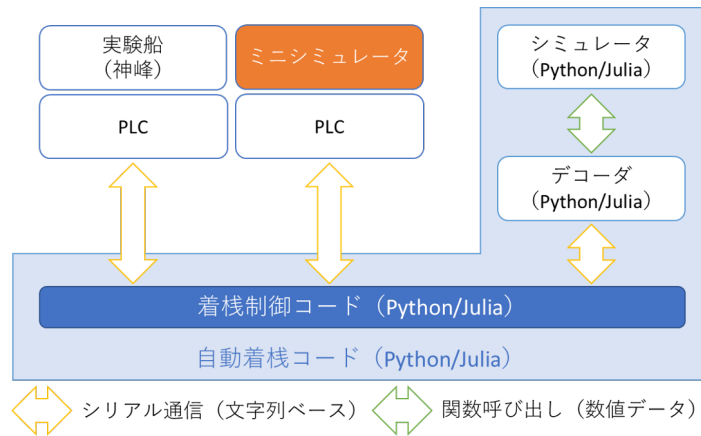 実験船
（神峰）
ミニシミュレータ
シミュレータ
（Python/Julia）
PLC
PLC
デコーダ
（Python/Julia）
着桟制御コード（Python/Julia）
自動着桟コード（Python/Julia）
シリアル通信（文字列ベース）
関数呼び出し（数値データ）